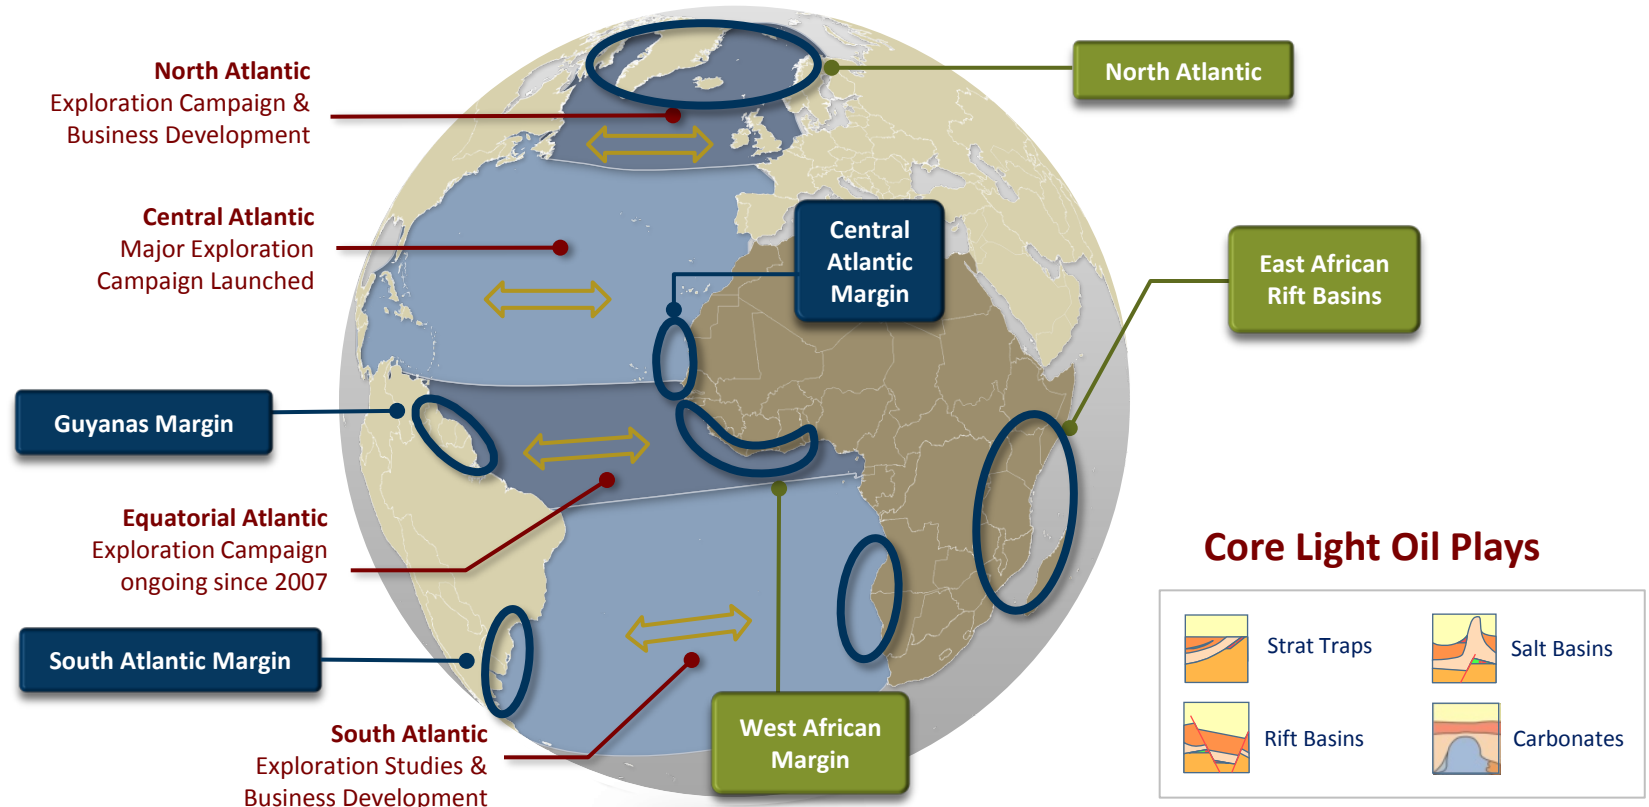 North Atlantic
Exploration Campaign &
Business Development
North Atlantic
Central Atlantic
Major Exploration
Campaign Launched
Central
Atlantic
Margin
East African
Rift Basins
Guyanas Margin
Equatorial Atlantic
Exploration Campaign
ongoing since 2007
South Atlantic Margin
South Atlantic
Exploration Studies &
Business Development
West African
Margin
Core Light Oil Plays
Strat Traps
Salt Basins
Rift Basins
Carbonates